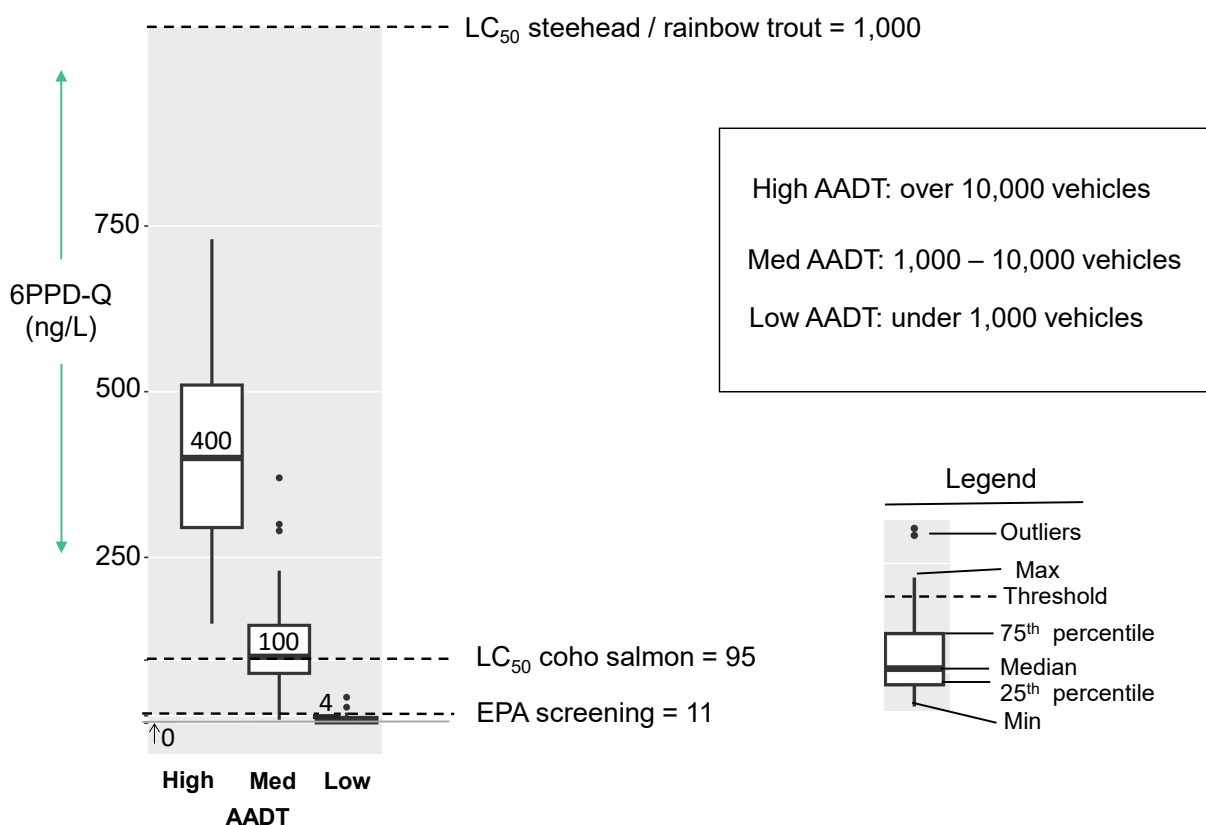 LC50 steehead / rainbow trout = 1,000
High AADT: over 10,000 vehicles
750
Med AADT: 1,000 – 10,000 vehicles
6PPD-Q
(ng/L)
Low AADT: under 1,000 vehicles
500
400
Legend
Outliers
250
Max
Threshold
100
75th percentile
LC50 coho salmon = 95
Median
4
25th percentile
EPA screening = 11
Min
↑0
High Med Low
AADT